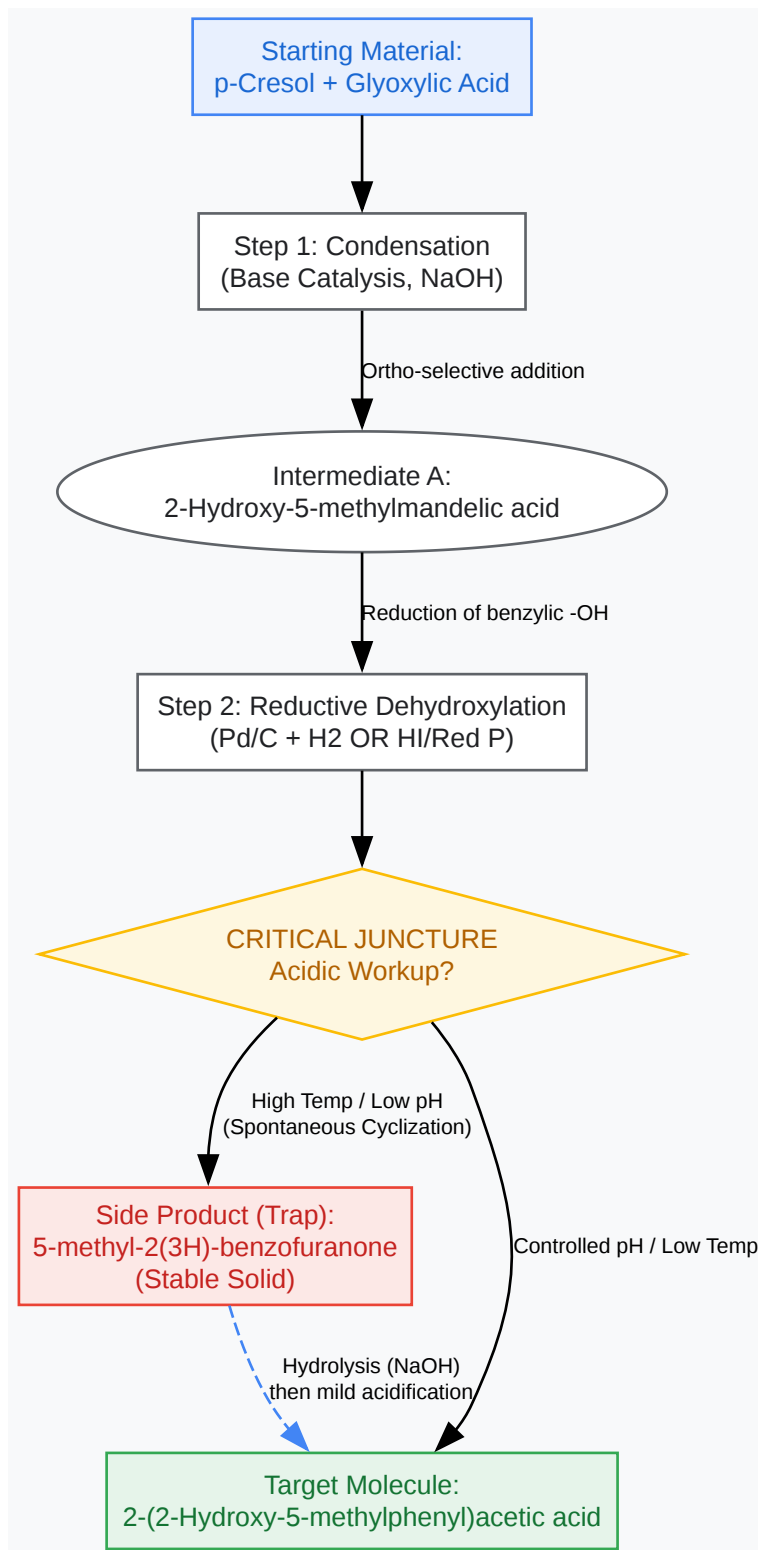 Starting Material:
p-Cresol + Glyoxylic Acid
Step 1: Condensation
(Base Catalysis, NaOH)
Ortho-selective addition
Intermediate A:
2-Hydroxy-5-methylmandelic acid
Reduction of benzylic -OH
Step 2: Reductive Dehydroxylation
(Pd/C + H2 OR HI/Red P)
CRITICAL JUNCTURE
Acidic Workup?
High Temp / Low pH
(Spontaneous Cyclization)
Side Product (Trap):
5-methyl-2(3H)-benzofuranone
(Stable Solid)
Controlled pH / Low Temp
Hydrolysis (NaOH)
then mild acidification
Target Molecule:
2-(2-Hydroxy-5-methylphenyl)acetic acid